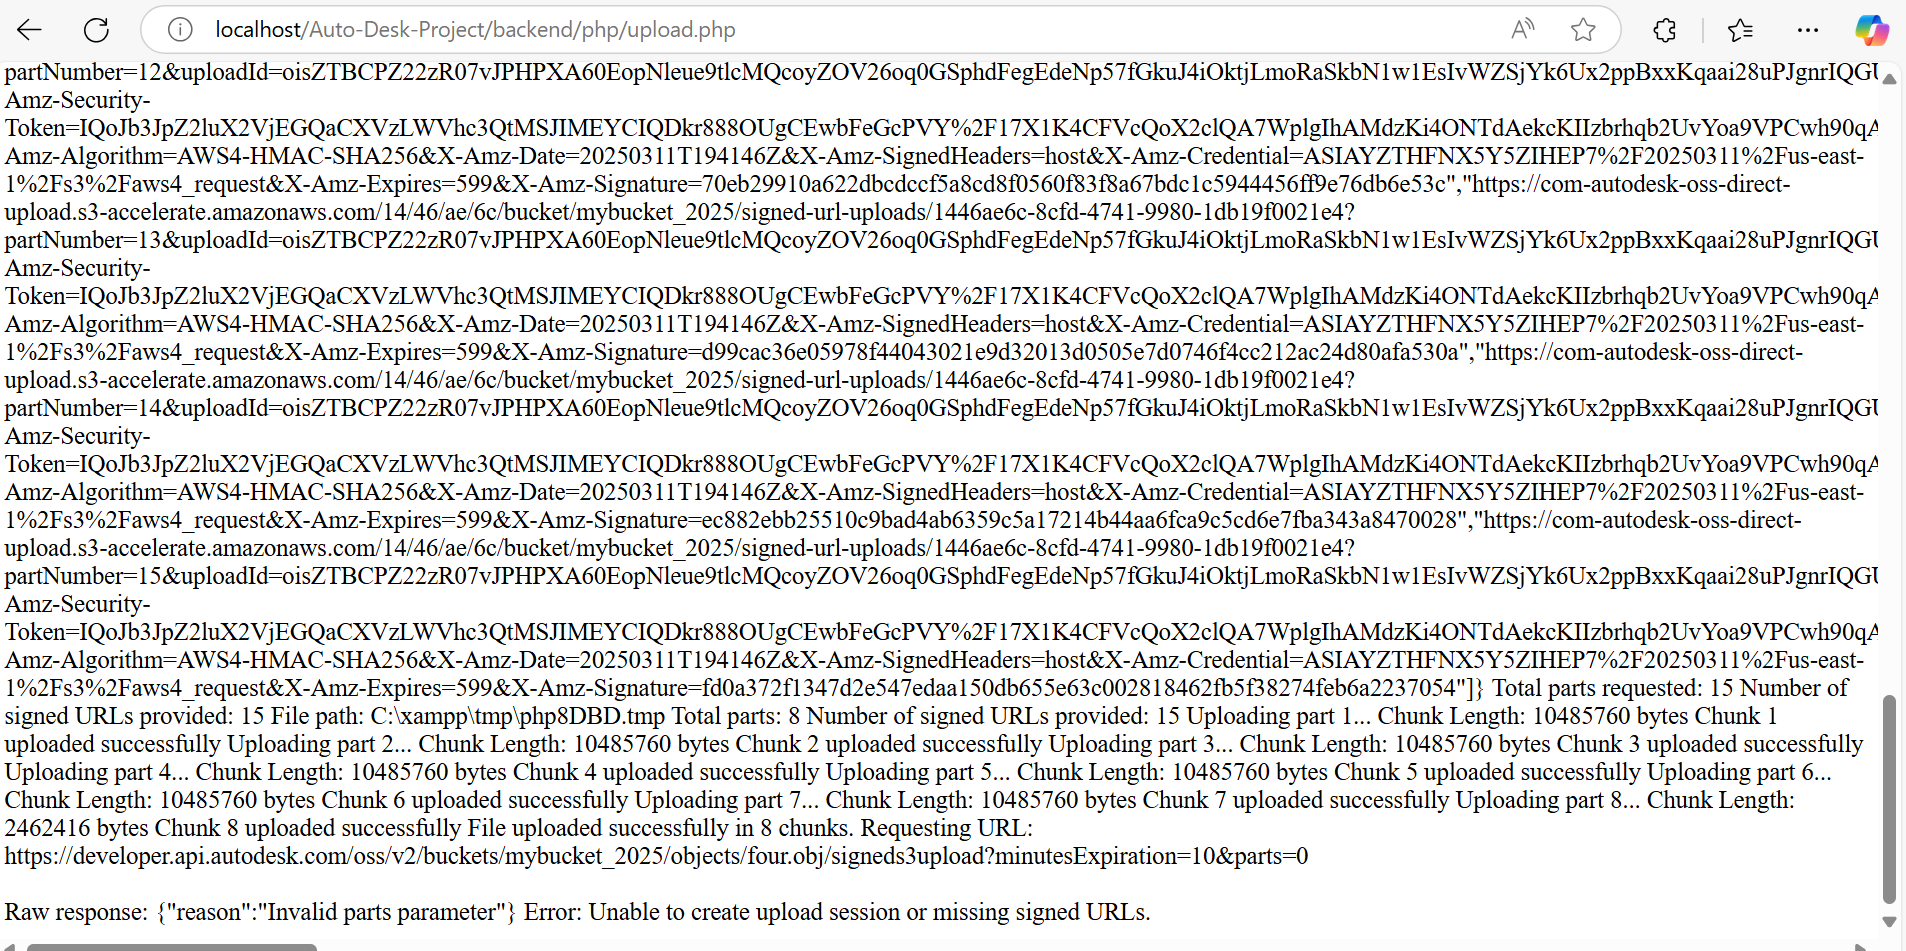 localhost/Auto-Desk-Project/backend/php/upload.php
partNumber=12&uploadId=oisZTBCPZ22zR07vJPHPXA60EopNleue9tlcMQcoyZOV26oq0GSphdFegEdeNp57fGkuJ4iOktjLmoRaSkbN1w1EsIvWZSjYk6Ux2ppBxxKqaai28uPJgnrIQGU
Amz-Security-
Token=IQoJb3JpZ2luX2VjEGQaCXVzLWVhc3QtMSJIMEYCIQDkr888OUgCEwbFeGcPVY%2F17X1K4CFVcQoX2clQA7WplgIhAMdzKi4ONTdAekcKIIzbrhqb2UvYoa9VPCwh90qA
Amz-Algorithm=AWS4-HMAC-SHA256&X-Amz-Date=20250311T194146Z&X-Amz-SignedHeaders=host&X-Amz-Credential=ASIAYZTHFNX5Y5ZIHEP7%2F20250311%2Fus-east-
1%2Fs3%2Faws4_request&X-Amz-Expires=599&X-Amz-Signature=70eb29910a622dbcdccf5a8cd8f0560f83f8a67bdc1c5944456ff9e76db6e53c","https://com-autodesk-oss-direct-
upload.s3-accelerate.amazonaws.com/14/46/ae/6c/bucket/mybucket_2025/signed-url-uploads/1446ae6c-8cfd-4741-9980-1db19f0021e4?
partNumber=13&uploadId=oisZTBCPZ22zR07vJPHPXA60EopNleue9tlcMQcoyZOV26oq0GSphdFegEdeNp57fGkuJ4iOktjLmoRaSkbN1w1EsIvWZSjYk6Ux2ppBxxKqaai28uPJgnrIQGU
Amz-Security-
Token=IQoJb3JpZ2luX2VjEGQaCXVzLWVhc3QtMSJIMEYCIQDkr888OUgCEwbFeGcPVY%2F17X1K4CFVcQoX2clQA7WplgIhAMdzKi4ONTdAekcKIIzbrhqb2UvYoa9VPCwh90qA
Amz-Algorithm=AWS4-HMAC-SHA256&X-Amz-Date=20250311T194146Z&X-Amz-SignedHeaders=host&X-Amz-Credential=ASIAYZTHFNX5Y5ZIHEP7%2F20250311%2Fus-east-
1%2Fs3%2Faws4_request&X-Amz-Expires=599&X-Amz-Signature=d99cac36e05978f44043021e9d32013d0505e7d0746f4cc212ac24d80afa530a","https://com-autodesk-oss-direct-
upload.s3-accelerate.amazonaws.com/14/46/ae/6c/bucket/mybucket_2025/signed-url-uploads/1446ae6c-8cfd-4741-9980-1db19f0021e4?
partNumber=14&uploadId=oisZTBCPZ22zR07vJPHPXA60EopNleue9tlcMQcoyZOV26oq0GSphdFegEdeNp57fGkuJ4iOktjLmoRaSkbN1w1EsIvWZSjYk6Ux2ppBxxKqaai28uPJgnrIQGU
Amz-Security-
Token=IQoJb3JpZ2luX2VjEGQaCXVzLWVhc3QtMSJIMEYCIQDkr888OUgCEwbFeGcPVY%2F17X1K4CFVcQoX2clQA7WplgIhAMdzKi4ONTdAekcKIIzbrhqb2UvYoa9VPCwh90qA
Amz-Algorithm=AWS4-HMAC-SHA256&X-Amz-Date=20250311T194146Z&X-Amz-SignedHeaders=host&X-Amz-Credential=ASIAYZTHFNX5Y5ZIHEP7%2F20250311%2Fus-east-
1%2Fs3%2Faws4_request&X-Amz-Expires=599&X-Amz-Signature=ec882ebb25510c9bad4ab6359c5a17214b44aa6fca9c5cd6e7fba343a8470028","https://com-autodesk-oss-direct-
upload.s3-accelerate.amazonaws.com/14/46/ae/6c/bucket/mybucket_2025/signed-url-uploads/1446ae6c-8cfd-4741-9980-1db19f0021e4?
partNumber=15&uploadId=oisZTBCPZ22zR07vJPHPXA60EopNleue9tlcMQcoyZOV26oq0GSphdFegEdeNp57fGkuJ4iOktjLmoRaSkbN1w1EsIvWZSjYk6Ux2ppBxxKqaai28uPJgnrIQGU
Amz-Security-
Token=IQoJb3JpZ2luX2VjEGQaCXVzLWVhc3QtMSJIMEYCIQDkr888OUgCEwbFeGcPVY%2F17X1K4CFVcQoX2clQA7WplgIhAMdzKi4ONTdAekcKIIzbrhqb2UvYoa9VPCwh90qA
Amz-Algorithm=AWS4-HMAC-SHA256&X-Amz-Date=20250311T194146Z&X-Amz-SignedHeaders=host&X-Amz-Credential=ASIAYZTHFNX5Y5ZIHEP7%2F20250311%2Fus-east-
1%2Fs3%2Faws4_request&X-Amz-Expires=599&X-Amz-Signature=fd0a372f1347d2e547edaa150db655e63c002818462fb5f38274feb6a2237054"]} Total parts requested: 15 Number of
signed URLs provided: 15 File path: C:\xampp\tmp\php8DBD.tmp Total parts: 8 Number of signed URLs provided: 15 Uploading part 1... Chunk Length: 10485760 bytes Chunk 1
uploaded successfully Uploading part 2... Chunk Length: 10485760 bytes Chunk 2 uploaded successfully Uploading part 3... Chunk Length: 10485760 bytes Chunk 3 uploaded successfully
Uploading part 4... Chunk Length: 10485760 bytes Chunk 4 uploaded successfully Uploading part 5... Chunk Length: 10485760 bytes Chunk 5 uploaded successfully Uploading part 6...
Chunk Length: 10485760 bytes Chunk 6 uploaded successfully Uploading part 7... Chunk Length: 10485760 bytes Chunk 7 uploaded successfully Uploading part 8... Chunk Length:
2462416 bytes Chunk 8 uploaded successfully File uploaded successfully in 8 chunks. Requesting URL:
https://developer.api.autodesk.com/oss/v2/buckets/mybucket_2025/objects/four.obj/signeds3upload?minutesExpiration=10&parts=0
Raw response: {"reason":"Invalid parts parameter"} Error: Unable to create upload session or missing signed URLs.